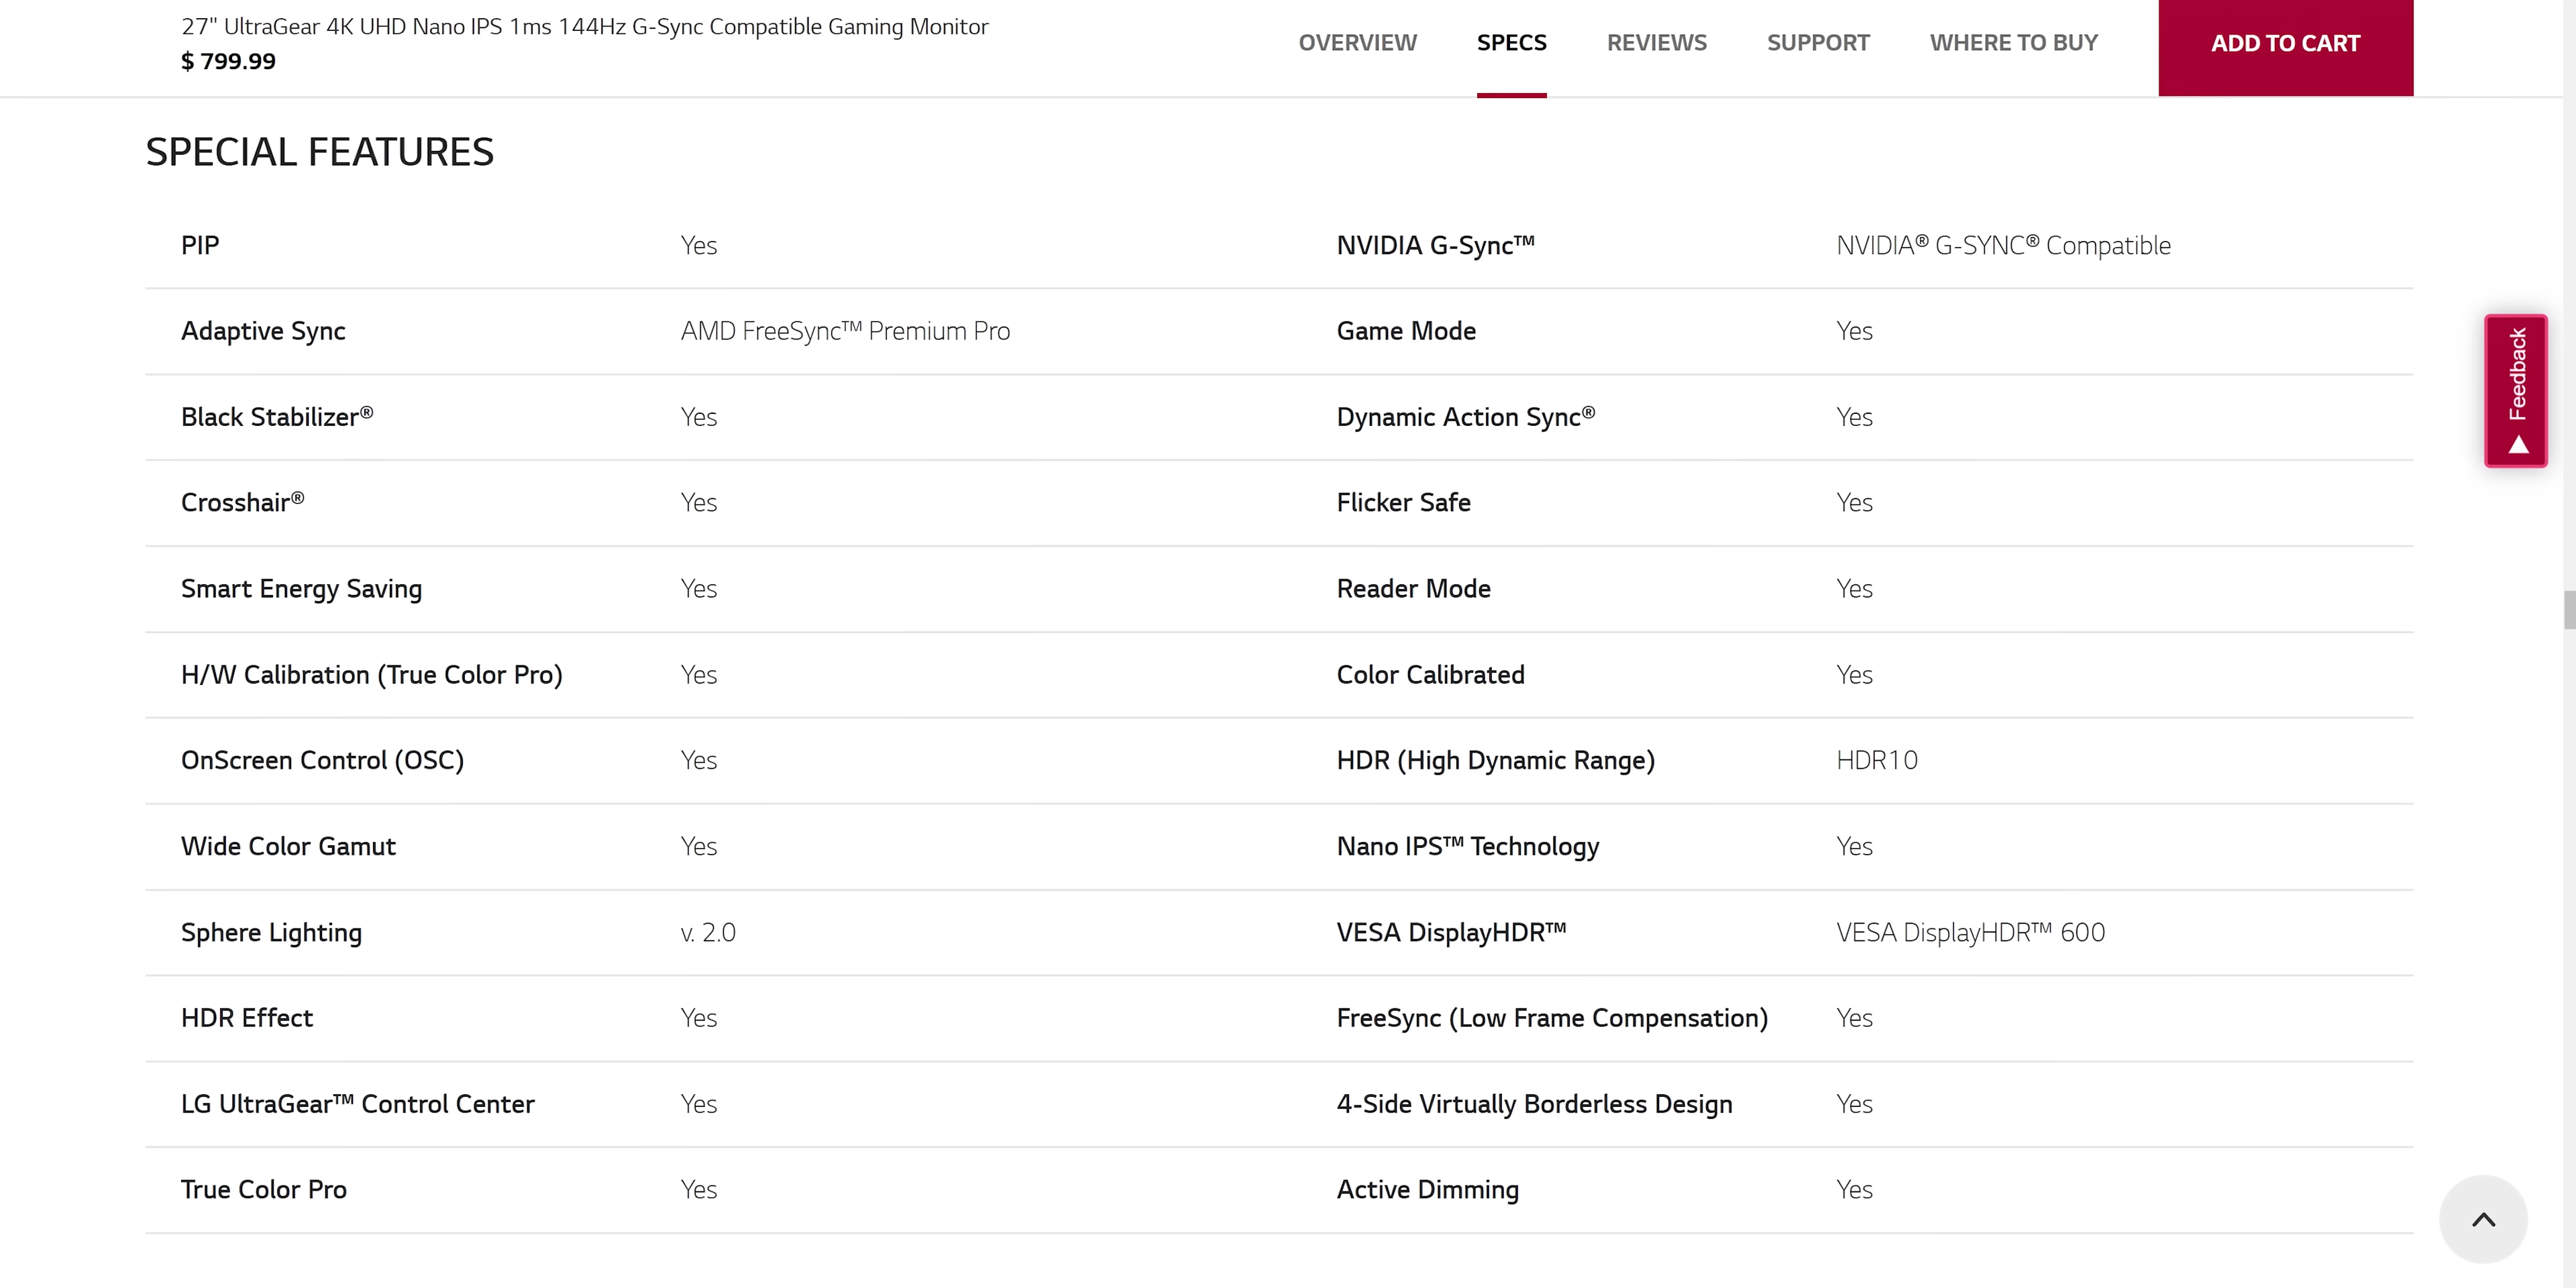 27" UltraGear 4K UHD Nano IPS 1ms 144Hz G-Sync Compatible Gaming Monitor
$ 799.99
OVERVIEW SPECS REVIEWS SUPPORT WHERE TO BUY ADD TO CART
SPECIAL FEATURES
PIP Yes NVIDIA G-Sync™ NVIDIA® G-SYNC® Compatible
Adaptive Sync AMD FreeSync™ Premium Pro Game Mode Yes
Black Stabilizer® Yes Dynamic Action Sync® Yes
Crosshair® Yes Flicker Safe Yes
Smart Energy Saving Yes Reader Mode Yes
H/W Calibration (True Color Pro) Yes Color Calibrated Yes
OnScreen Control (OSC) Yes HDR (High Dynamic Range) HDR10
Wide Color Gamut Yes Nano IPS™ Technology Yes
Sphere Lighting v. 2.0 VESA DisplayHDR™ VESA DisplayHDR™ 600
HDR Effect Yes FreeSync (Low Frame Compensation) Yes
LG UltraGear™ Control Center Yes 4-Side Virtually Borderless Design Yes
True Color Pro Yes Active Dimming Yes
Feedback